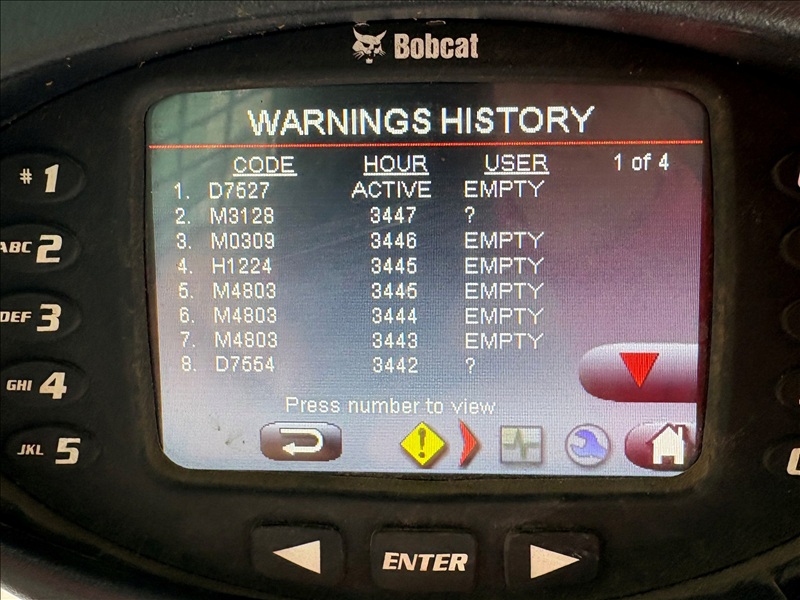 Bobcat
WARNINGS HISTORY
CODE HOUR USER 1 of 4
1. D7527 ACTIVE EMPTY
2. M3128 3447 ?
3. M0309 3446 EMPTY
4. H1224 3445 EMPTY
5. M4803 3445 EMPTY
6. M4803 3444 EMPTY
7. M4803 3443 EMPTY
8. D7554 3442 ?
Press number to view
# 1
ABC 2
DEF 3
GHI 4
JKL 5
ENTER